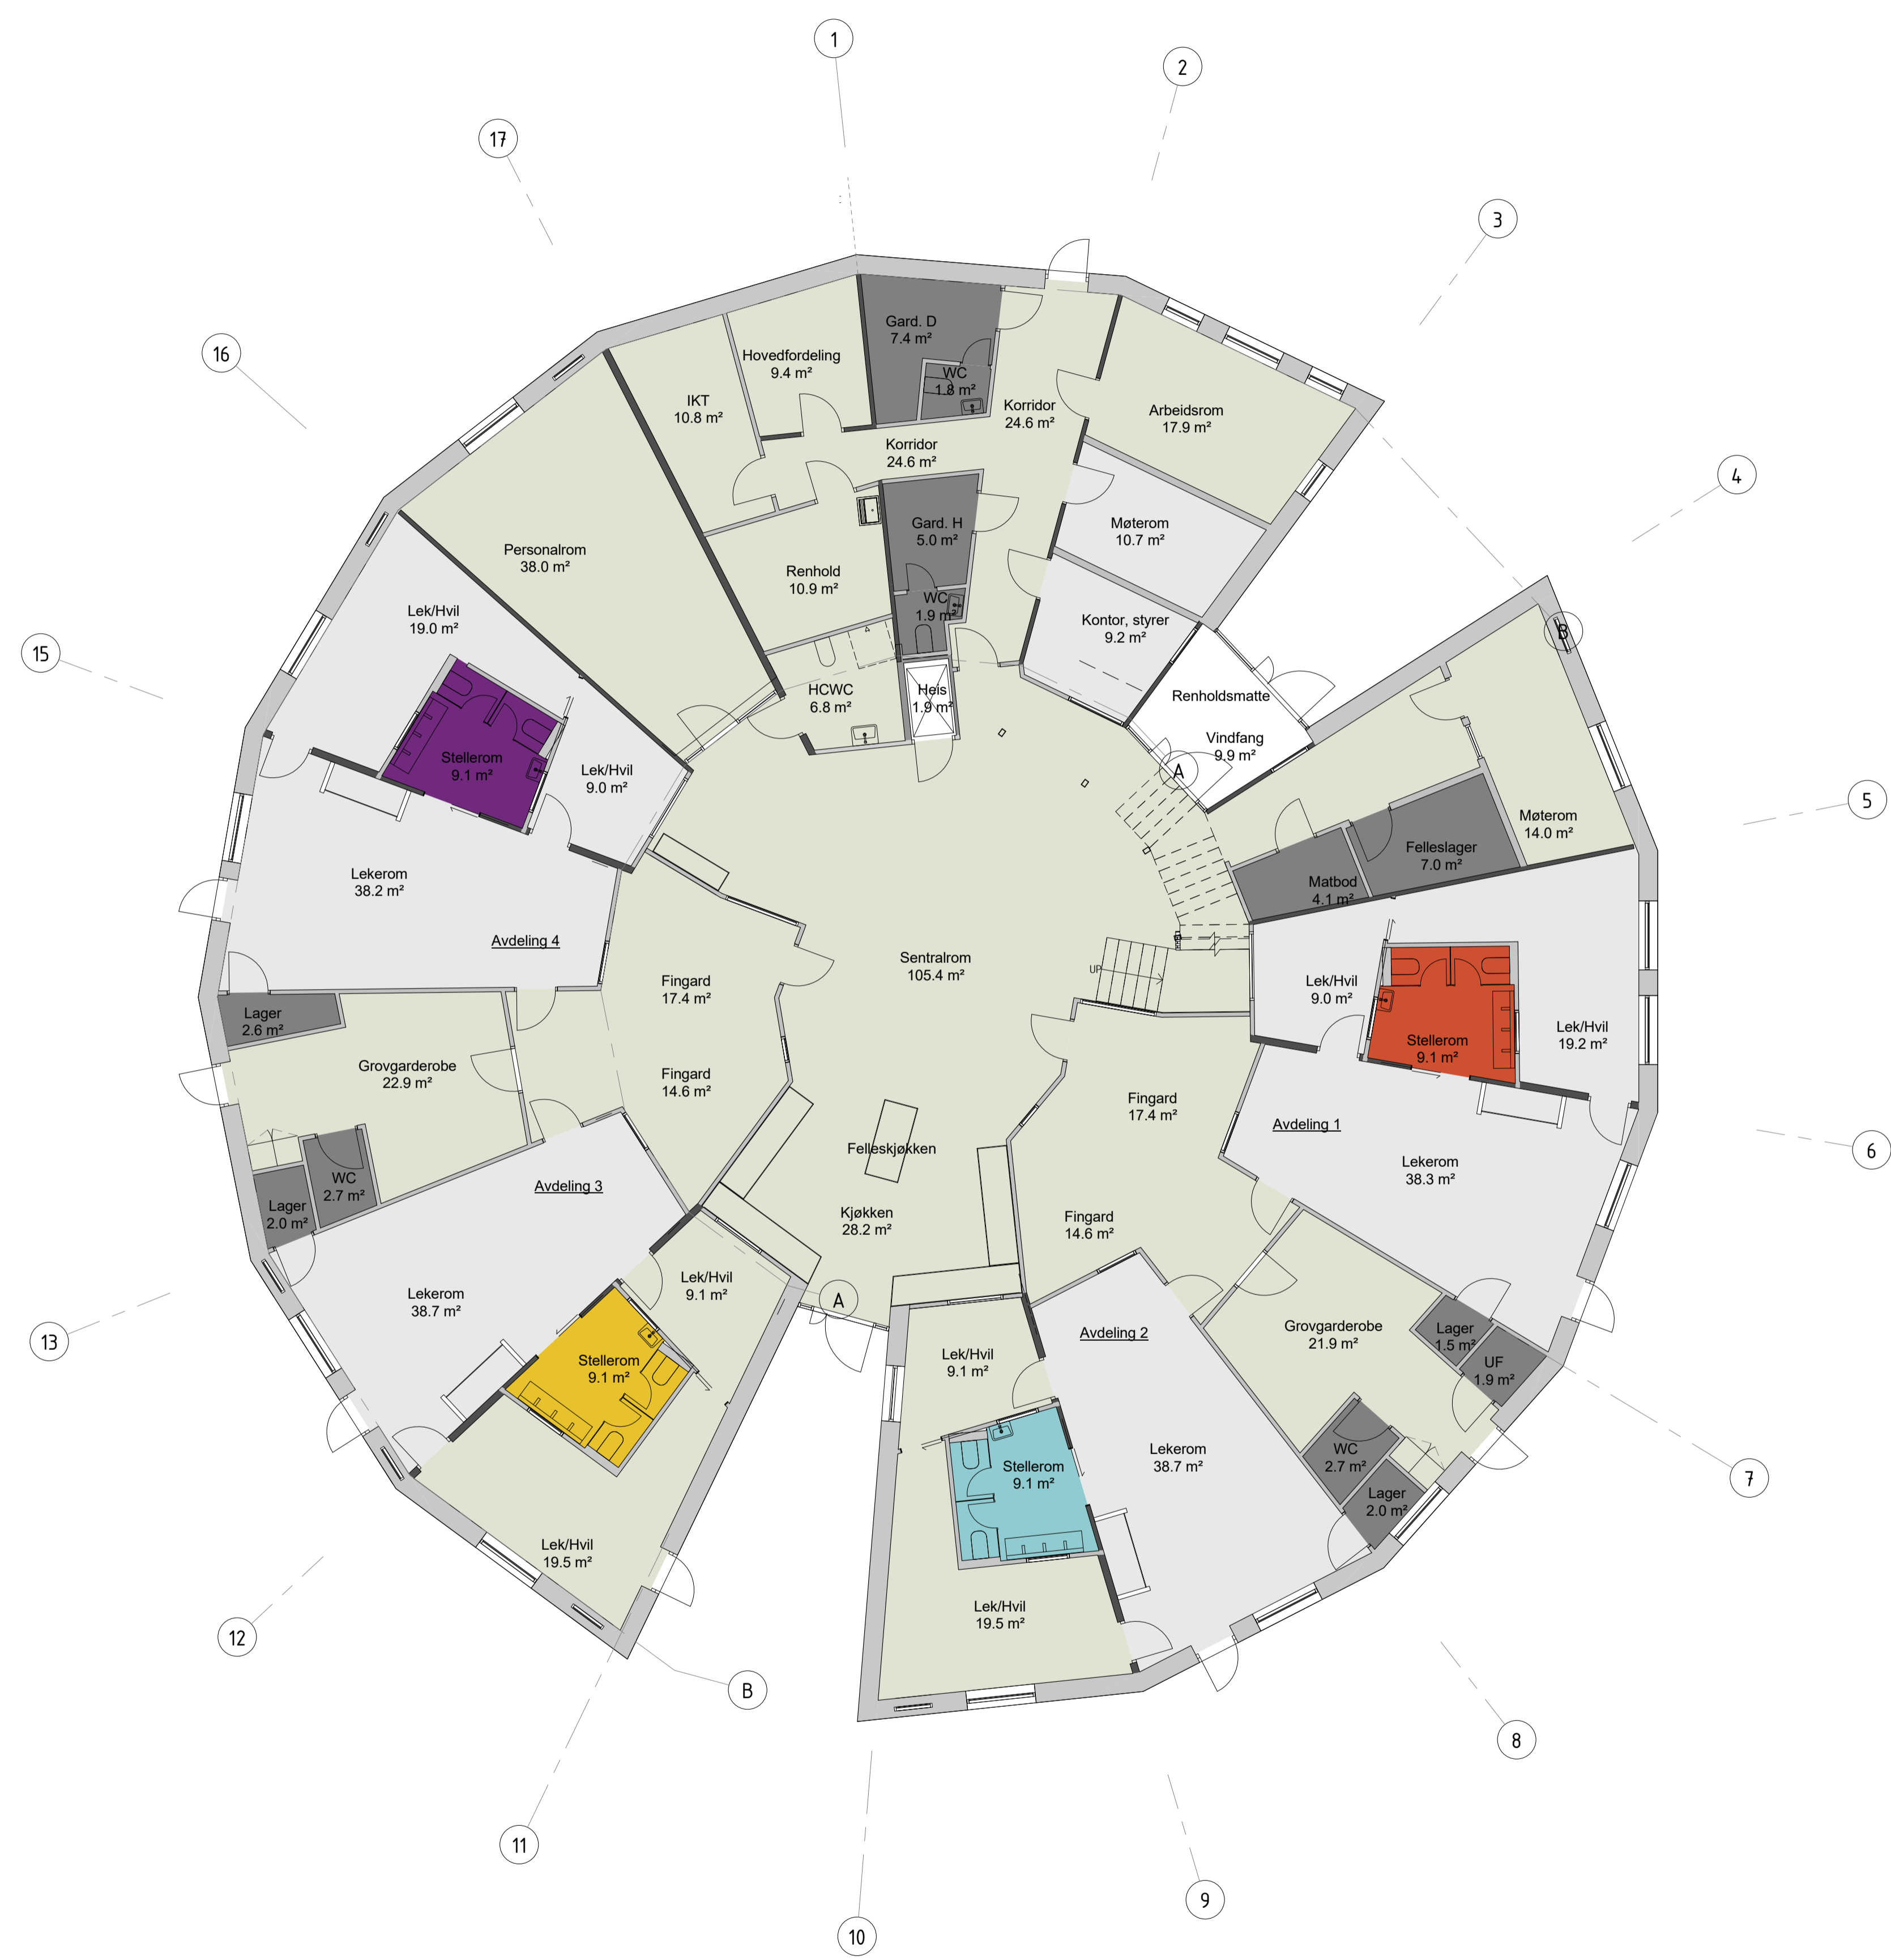 1
2
17
3
16
4
Gard. D
7.4 m²
Hovedfordeling
9.4 m²
WC
1.8 m²
IKT
10.8 m²
Korridor
24.6 m²
Arbeidsrom
17.9 m²
Korridor
24.6 m²
Gard. H
5.0 m²
Møterom
10.7 m²
Personalrom
38.0 m²
Renhold
10.9 m²
WC
1.9 m²
Kontor, styrer
9.2 m²
Lek/Hvil
19.0 m²
B
15
HCWC
6.8 m²
Heis
1.9 m²
Renholdsmatte
Vindfang
9.9 m²
A
Stellerom
9.1 m²
Lek/Hvil
9.0 m²
5
Møterom
14.0 m²
Felleslager
7.0 m²
Matbod
4.1 m²
Lekerom
38.2 m²
Avdeling 4
Sentralrom
105.4 m²
UP
Fingard
17.4 m²
Lek/Hvil
9.0 m²
Lager
2.6 m²
Stellerom
9.1 m²
Lek/Hvil
19.2 m²
Grovgarderobe
22.9 m²
Fingard
14.6 m²
Fingard
17.4 m²
Avdeling 1
Felleskjøkken
6
Lekerom
38.3 m²
WC
2.7 m²
Avdeling 3
Lager
2.0 m²
Kjøkken
28.2 m²
Fingard
14.6 m²
Lek/Hvil
9.1 m²
Lekerom
38.7 m²
A
13
Avdeling 2
Grovgarderobe
21.9 m²
Lager
1.5 m²
UF
1.9 m²
Lek/Hvil
9.1 m²
Stellerom
9.1 m²
Lekerom
38.7 m²
WC
2.7 m²
7
Stellerom
9.1 m²
Lager
2.0 m²
Lek/Hvil
19.5 m²
Lek/Hvil
19.5 m²
12
B
8
11
9
10